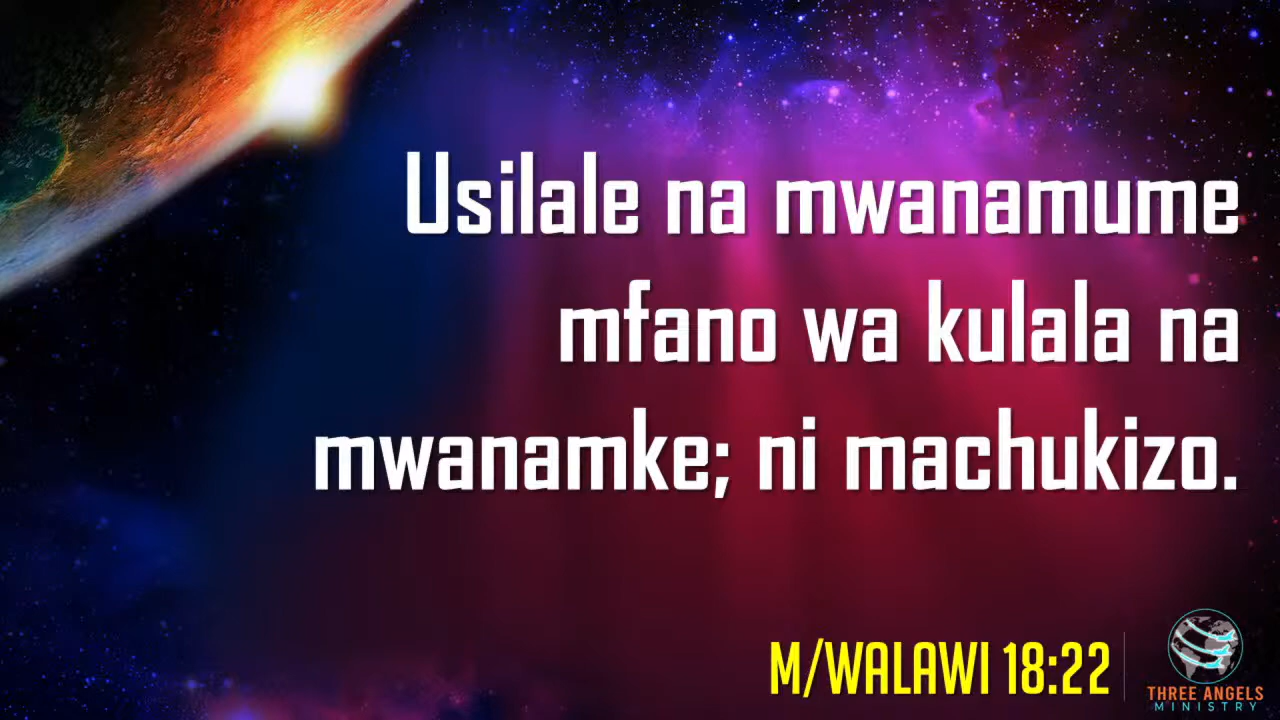 Usilale na mwanamume
mfano wa kulala na
mwanamke; ni machukizo.
M/WALAWI 18:22
THREE ANGELS
MINISTRY